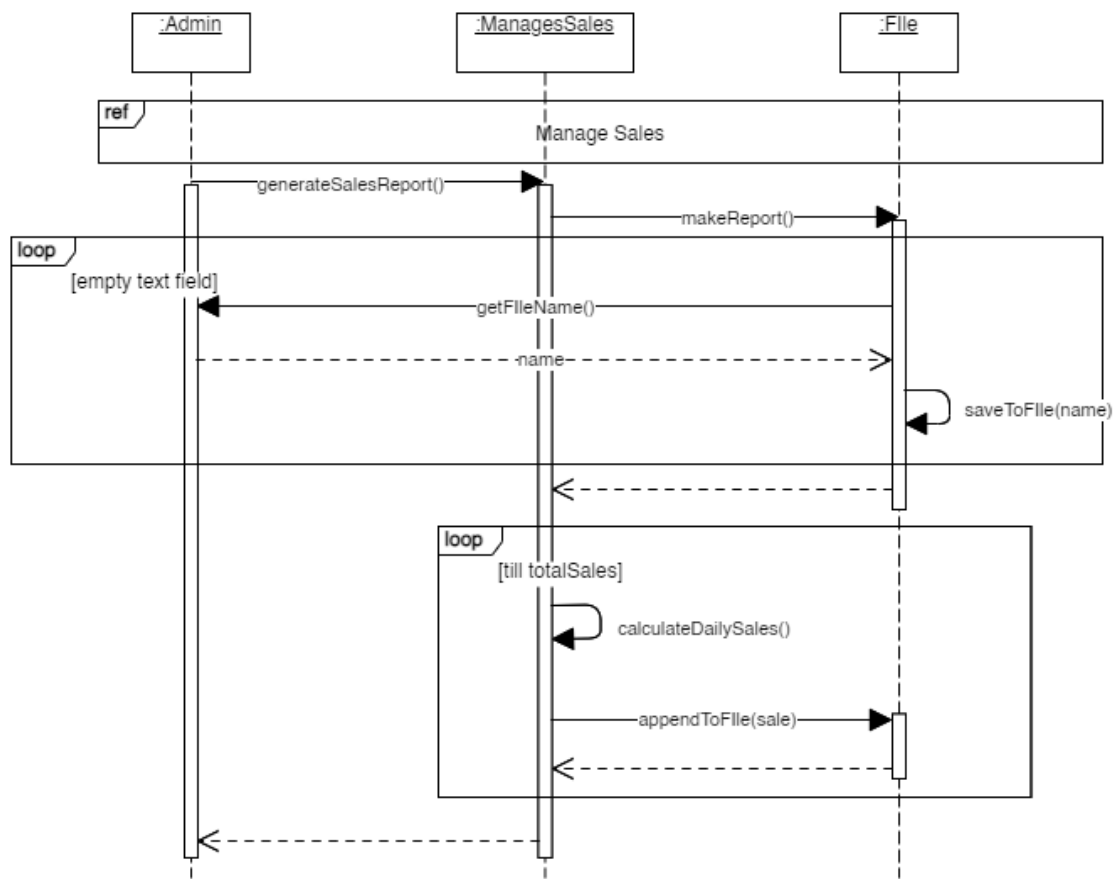 :Admin
:ManagesSales
:FIle
ref
Manage Sales
generateSalesReport()
makeReport()
loop
[empty text field]
getFIleName()
name
saveToFIle(name)
loop
[till totalSales]
calculateDailySales()
appendToFIle(sale)